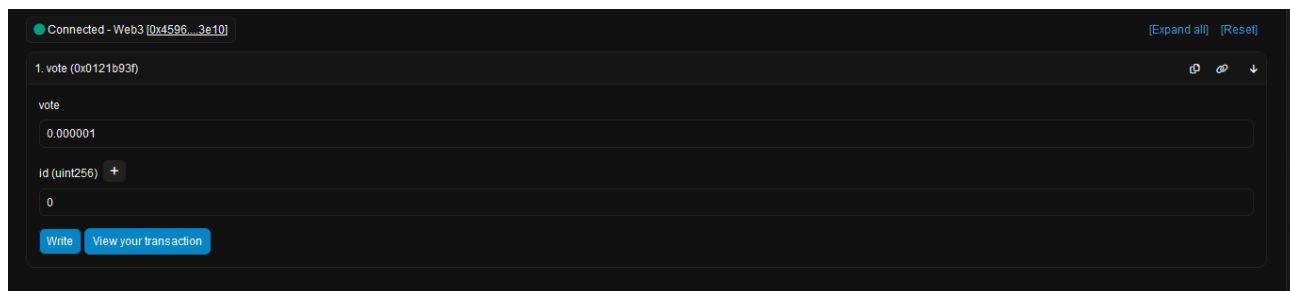 Connected - Web3 [0x4596....3e10]
[Expand all] [Reset]
1. vote (0x0121b93f)
vote
0.000001
id (uint256) +
0
Write View your transaction